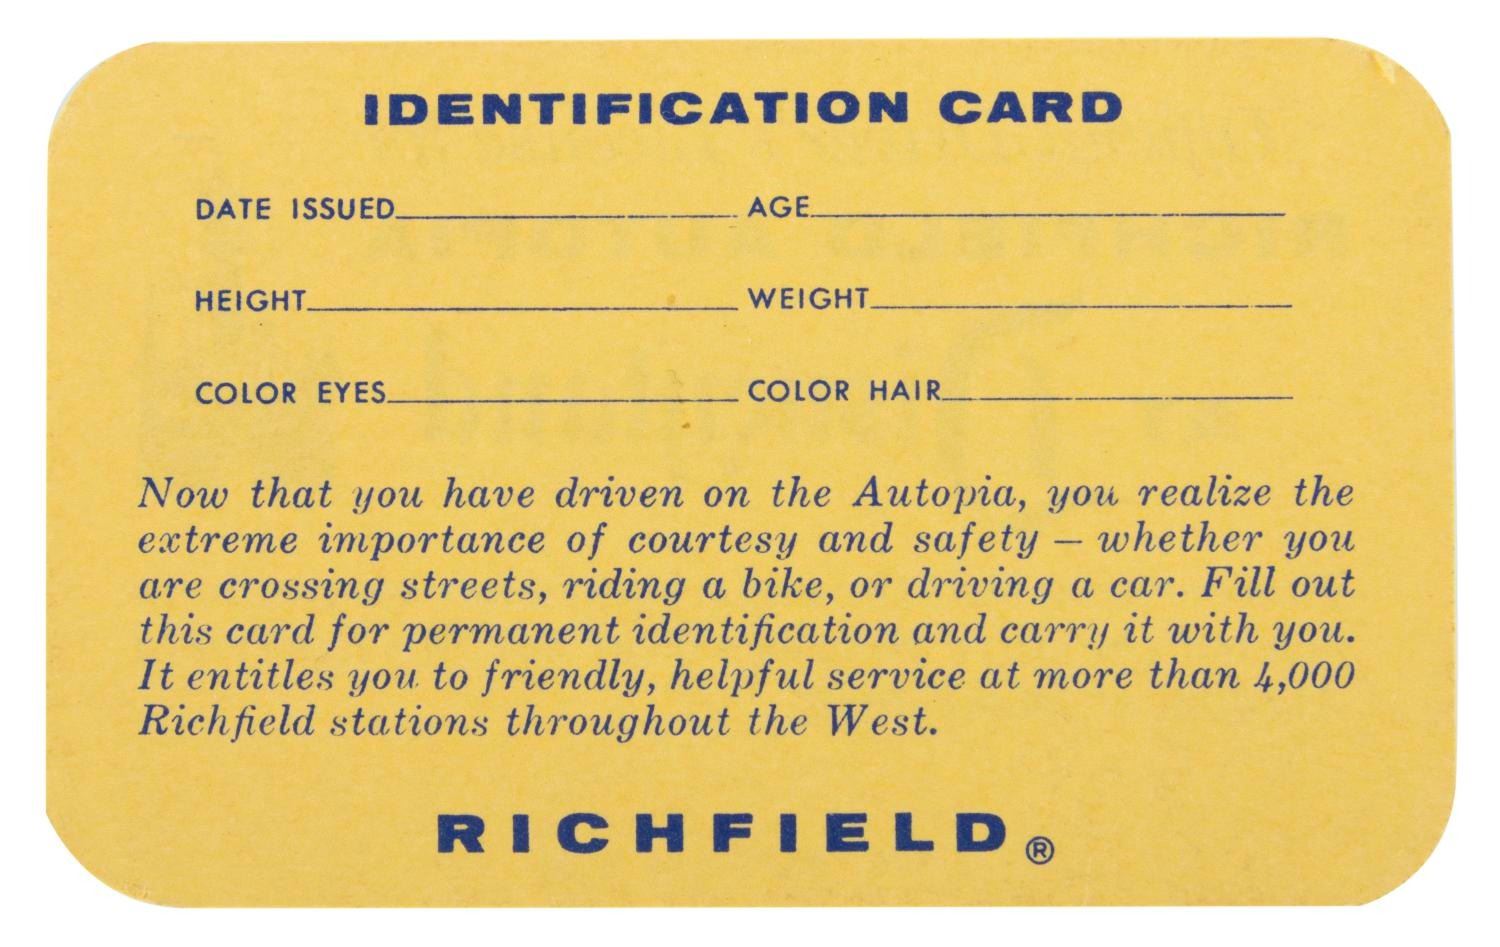 IDENTIFICATION CARD
DATE ISSUED AGE
HEIGHT WEIGHT
COLOR EYES COLOR HAIR
Now that you have driven on the Autopia, you realize the
extreme importance of courtesy and safety — whether you
are crossing streets, riding a bike, or driving a car. Fill out
this card for permanent identification and carry it with you.
It entitles you to friendly, helpful service at more than 4,000
Richfield stations throughout the West.
RICHFIELD®